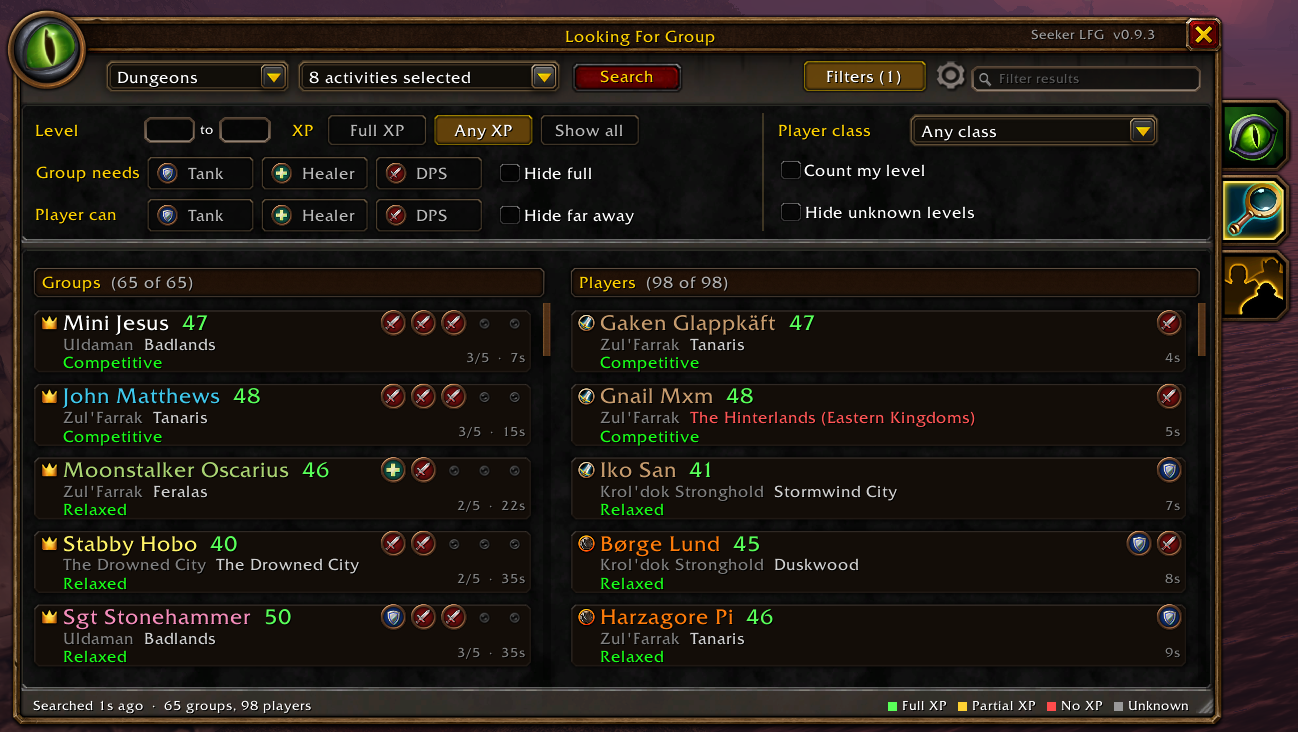 Looking For Group
Seeker LFG v0.9.3
Dungeons
8 activities selected
Search
Filters (1)
Filter results
Level
to
XP
Full XP
Any XP
Show all
Player class
Any class
Group needs
Tank
Healer
DPS
Hide full
Count my level
Player can
Tank
Healer
DPS
Hide far away
Hide unknown levels
Groups (65 of 65)
Mini Jesus 47
Uldaman Badlands
3/5 · 7s
Competitive
John Matthews 48
Zul'Farrak Tanaris
3/5 · 15s
Competitive
Moonstalker Oscarius 46
Zul'Farrak Feralas
2/5 · 22s
Relaxed
Stabby Hobo 40
The Drowned City The Drowned City
2/5 · 35s
Relaxed
Sgt Stonehammer 50
Uldaman Badlands
3/5 · 35s
Relaxed
Players (98 of 98)
Gaken Glappkäft 47
Zul'Farrak Tanaris
4s
Competitive
Gnail Mxm 48
Zul'Farrak The Hinterlands (Eastern Kingdoms)
5s
Competitive
Iko San 41
Krol'dok Stronghold Stormwind City
7s
Relaxed
Børge Lund 45
Krol'dok Stronghold Duskwood
8s
Relaxed
Harzagore Pi 46
Zul'Farrak Tanaris
9s
Relaxed
Searched 1s ago · 65 groups, 98 players
Full XP
Partial XP
No XP
Unknown